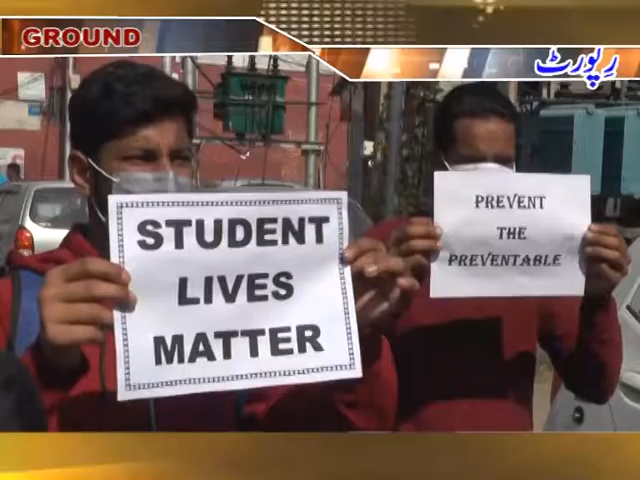 GROUND
رپورٹ
STUDENT
LIVES
MATTER
PREVENT
THE
PREVENTABLE